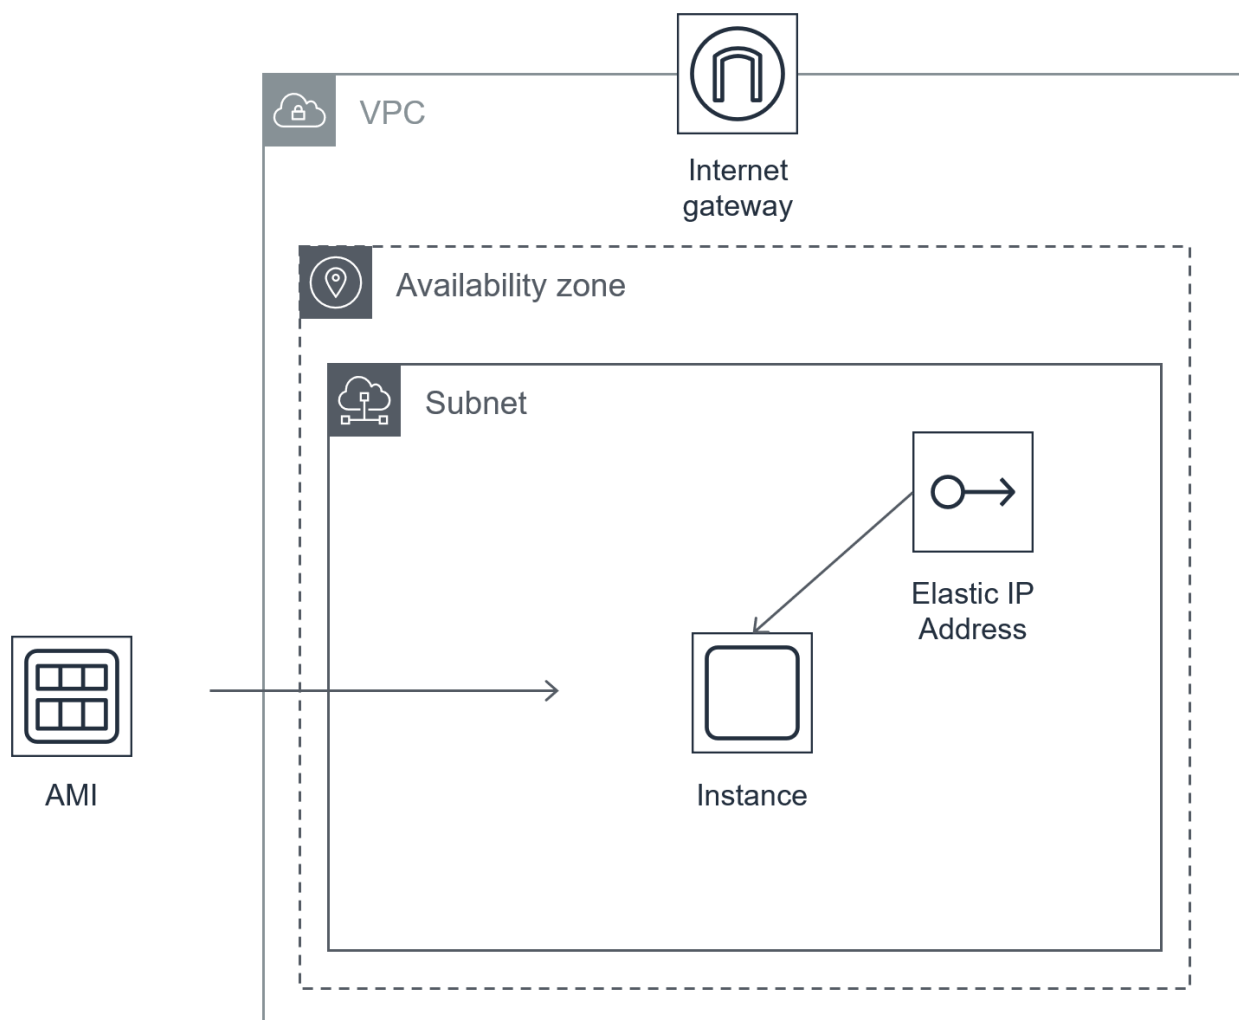 VPC
Internet
gateway
Availability zone
Subnet
Elastic IP
Address
AMI
Instance